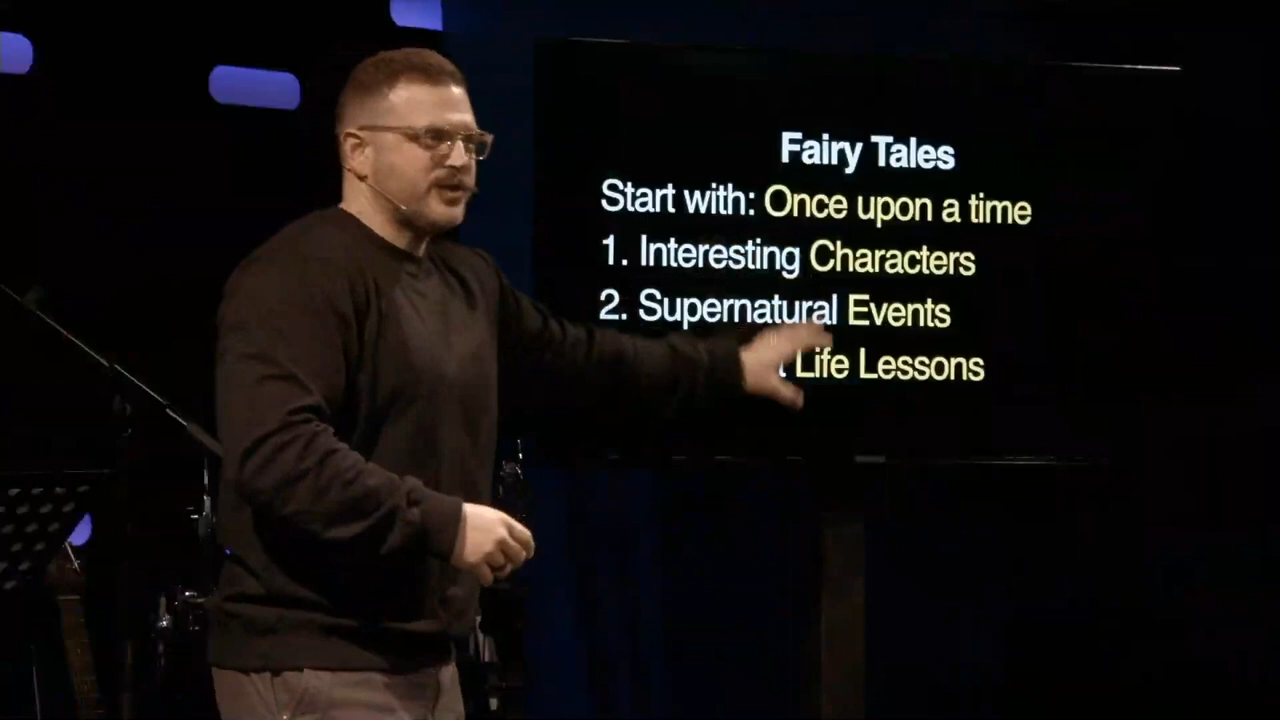 Fairy Tales
Start with: Once upon a time
1. Interesting Characters
2. Supernatural Events
Life Lessons